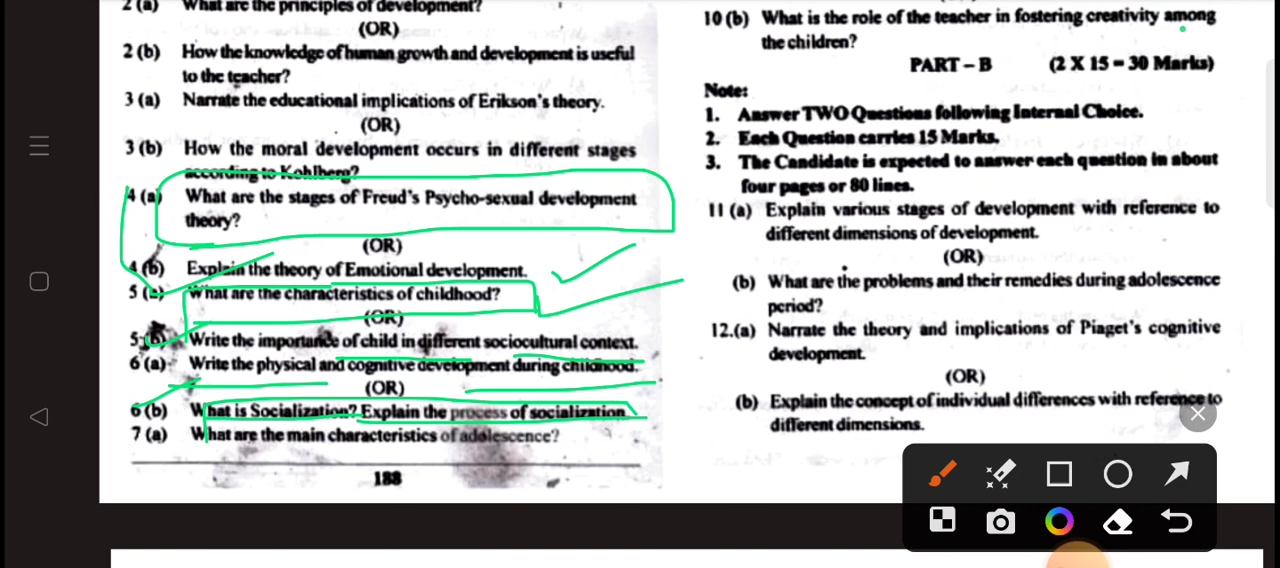 2 (a) What are the principles of development?
(OR)
2 (b) How the knowledge of human growth and development is useful
to the teacher?
3 (a) Narrate the educational implications of Erikson's theory.
(OR)
3 (b) How the moral development occurs in different stages
according to Kohlberg?
4 (a) What are the stages of Freud's Psycho-sexual development
theory?
(OR)
4 (b) Explain the theory of Emotional development.
5 (a) What are the characteristics of childhood?
(OR)
5 (b) Write the importance of child in different sociocultural context.
6 (a) Write the physical and cognitive development during childhood.
(OR)
6 (b) What is Socialization? Explain the process of socialization
7 (a) What are the main characteristics of adolescence?
188
10 (b) What is the role of the teacher in fostering creativity among
the children?
PART – B (2 X 15 = 30 Marks)
Note:
1. Answer TWO Questions following Internal Choice.
2. Each Question carries 15 Marks.
3. The Candidate is expected to answer each question in about
four pages or 80 lines.
11 (a) Explain various stages of development with reference to
different dimensions of development.
(OR)
(b) What are the problems and their remedies during adolescence
period?
12.(a) Narrate the theory and implications of Piaget's cognitive
development.
(OR)
(b) Explain the concept of individual differences with reference to
different dimensions.